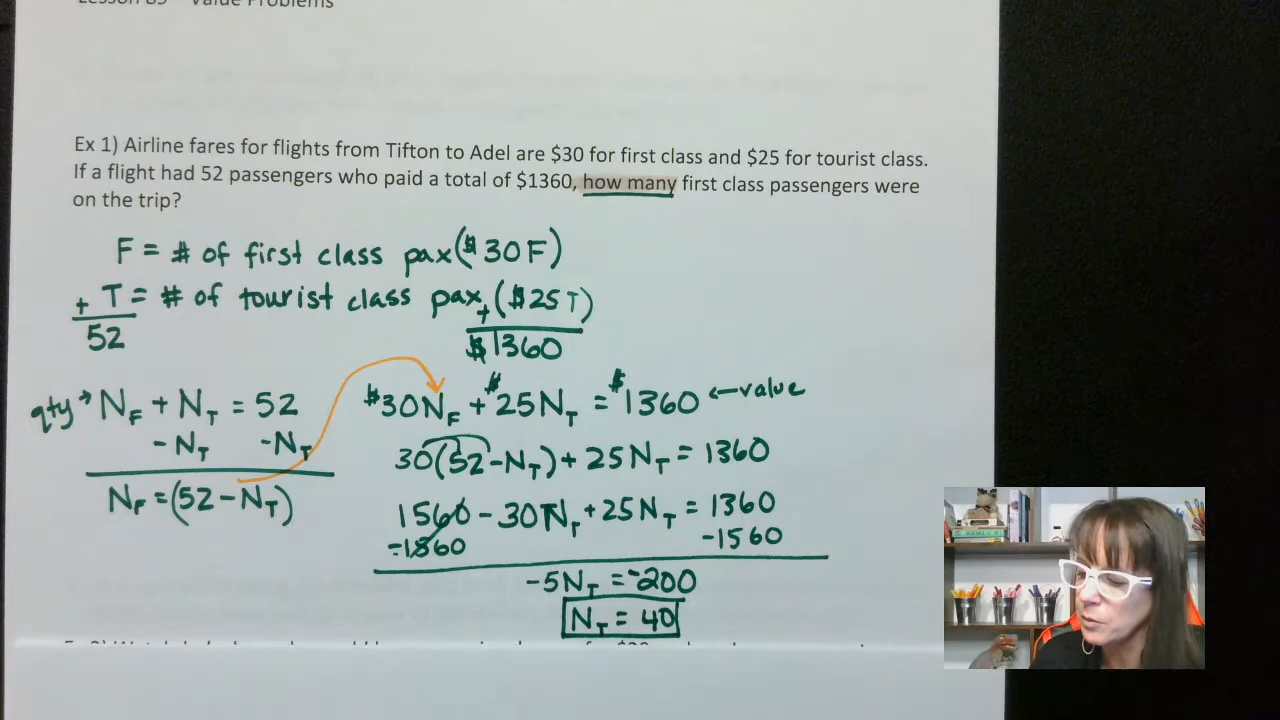 Lesson 89 Value Problems
Ex 1) Airline fares for flights from Tifton to Adel are $30 for first class and $25 for tourist class.
If a flight had 52 passengers who paid a total of $1360, how many first class passengers were
on the trip?
F = # of first class pax ($30F)
+ T = # of tourist class pax + ($25T)
52 $1360
qty → N_F + N_T = 52 $30N_F + $25N_T = $1360 ← value
- N_T - N_T 30(52 - N_T) + 25N_T = 1360
N_F = (52 - N_T) 1560 - 30N_T + 25N_T = 1360
-1560 -1560
-5N_T = -200
N_T = 40